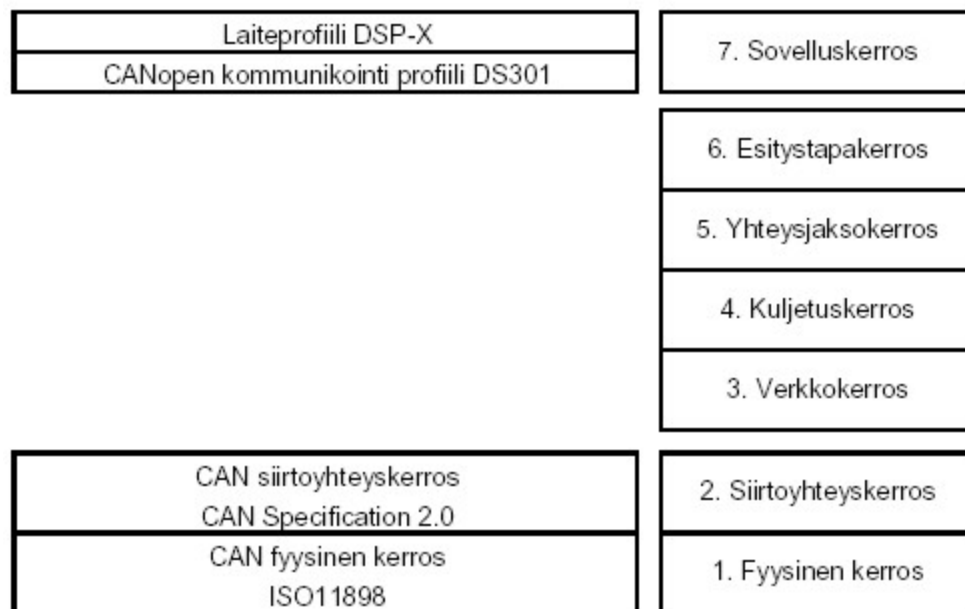 Laiteprofiili DSP-X
CANopen kommunikointi profiili DS301
7. Sovelluskerros
6. Esitystapakerros
5. Yhteysjaksokerros
4. Kuljetuskerros
3. Verkkokerros
CAN siirtoyhteyskerros
CAN Specification 2.0
2. Siirtoyhteyskerros
CAN fyysinen kerros
ISO11898
1. Fyysinen kerros